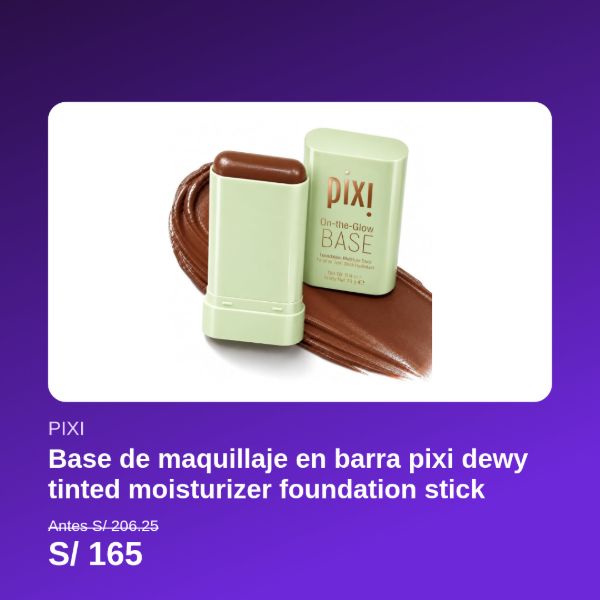 pixi
On-the-Glow
BASE
PIXI
Base de maquillaje en barra pixi dewy
tinted moisturizer foundation stick
Antes S/ 206.25
S/ 165